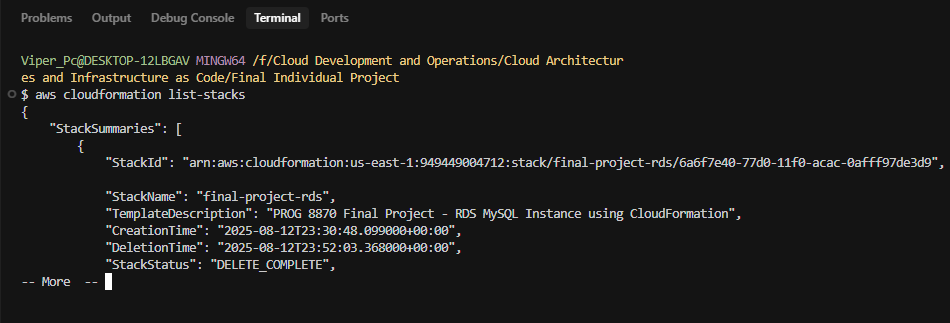 Problems Output Debug Console Terminal Ports
Viper_Pc@DESKTOP-12LBGAV MINGW64 /f/Cloud Development and Operations/Cloud Architectur
es and Infrastructure as Code/Final Individual Project
$ aws cloudformation list-stacks
{
    "StackSummaries": [
        {
            "StackId": "arn:aws:cloudformation:us-east-1:949449004712:stack/final-project-rds/6a6f7e40-77d0-11f0-acac-0afff97de3d9",
            "StackName": "final-project-rds",
            "TemplateDescription": "PROG 8870 Final Project - RDS MySQL Instance using CloudFormation",
            "CreationTime": "2025-08-12T23:30:48.099000+00:00",
            "DeletionTime": "2025-08-12T23:52:03.368000+00:00",
            "StackStatus": "DELETE_COMPLETE",
-- More  --